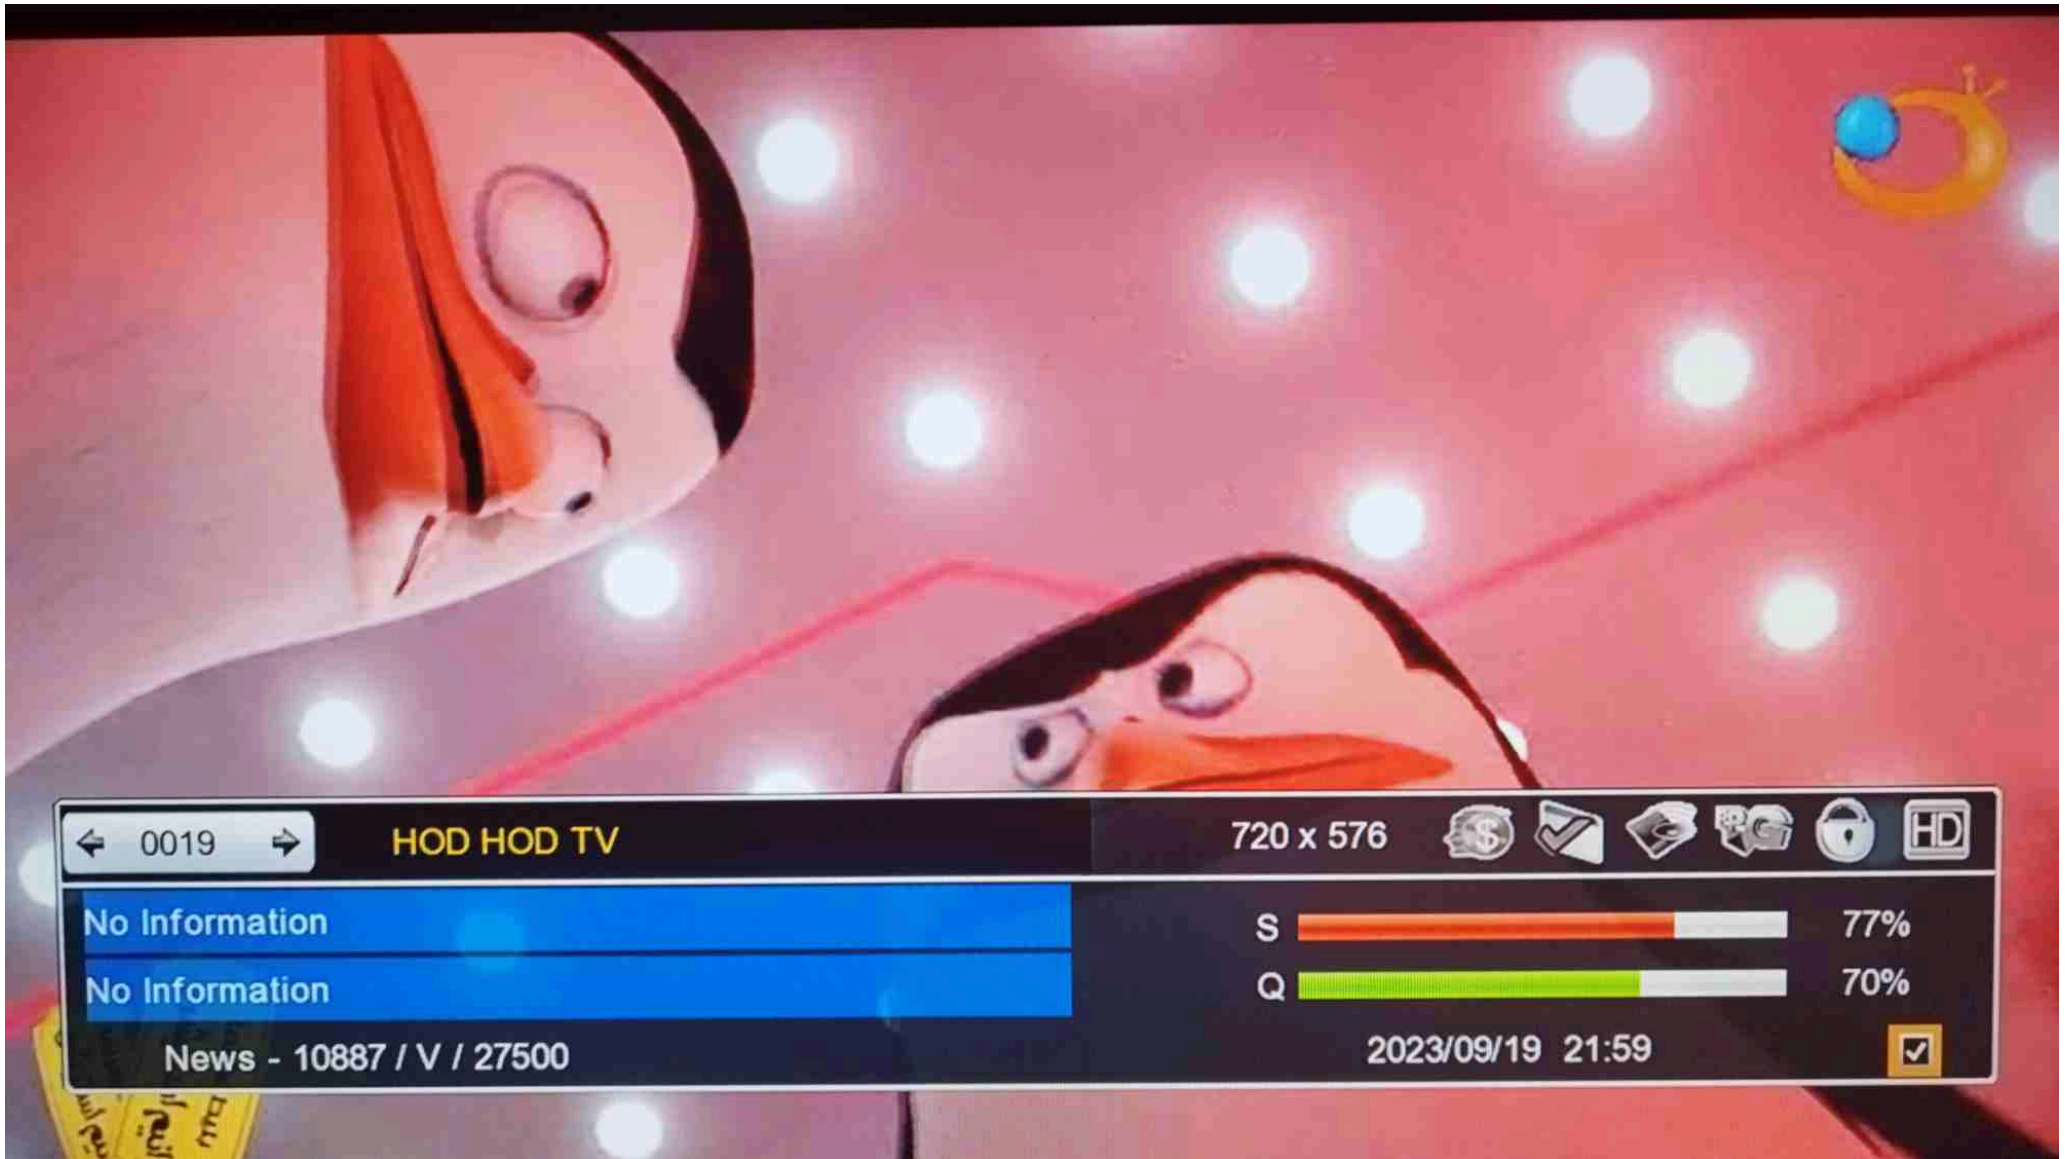 0019 HOD HOD TV 720 x 576 HD
No Information S 77%
No Information Q 70%
News - 10887 / V / 27500 2023/09/19 21:59